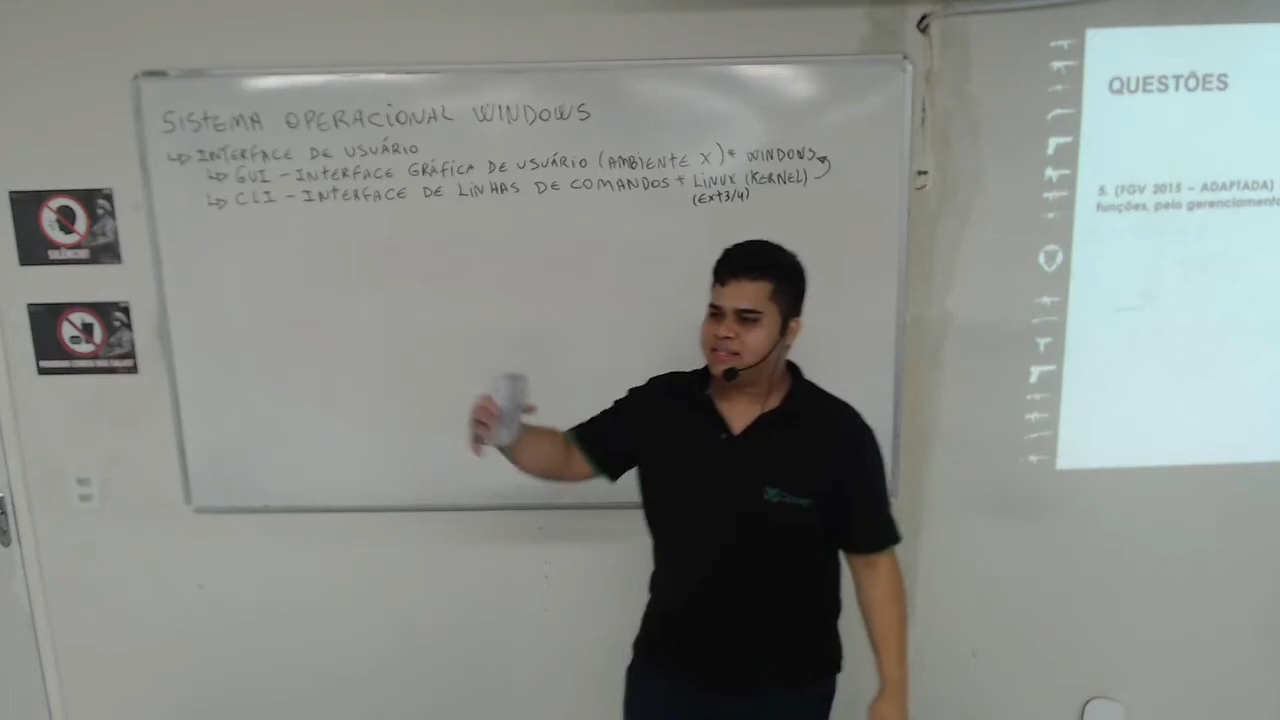 SISTEMA OPERACIONAL WINDOWS
↳ INTERFACE DE USUÁRIO
↳ GUI - INTERFACE GRÁFICA DE USUÁRIO (AMBIENTE X) * WINDOWS
↳ CLI - INTERFACE DE LINHAS DE COMANDOS * LINUX (KERNEL)
(Ext3/4)
SILÊNCIO!
QUESTÕES
5. (FGV 2015 – ADAPTADA)
funções, pelo gerenciamento